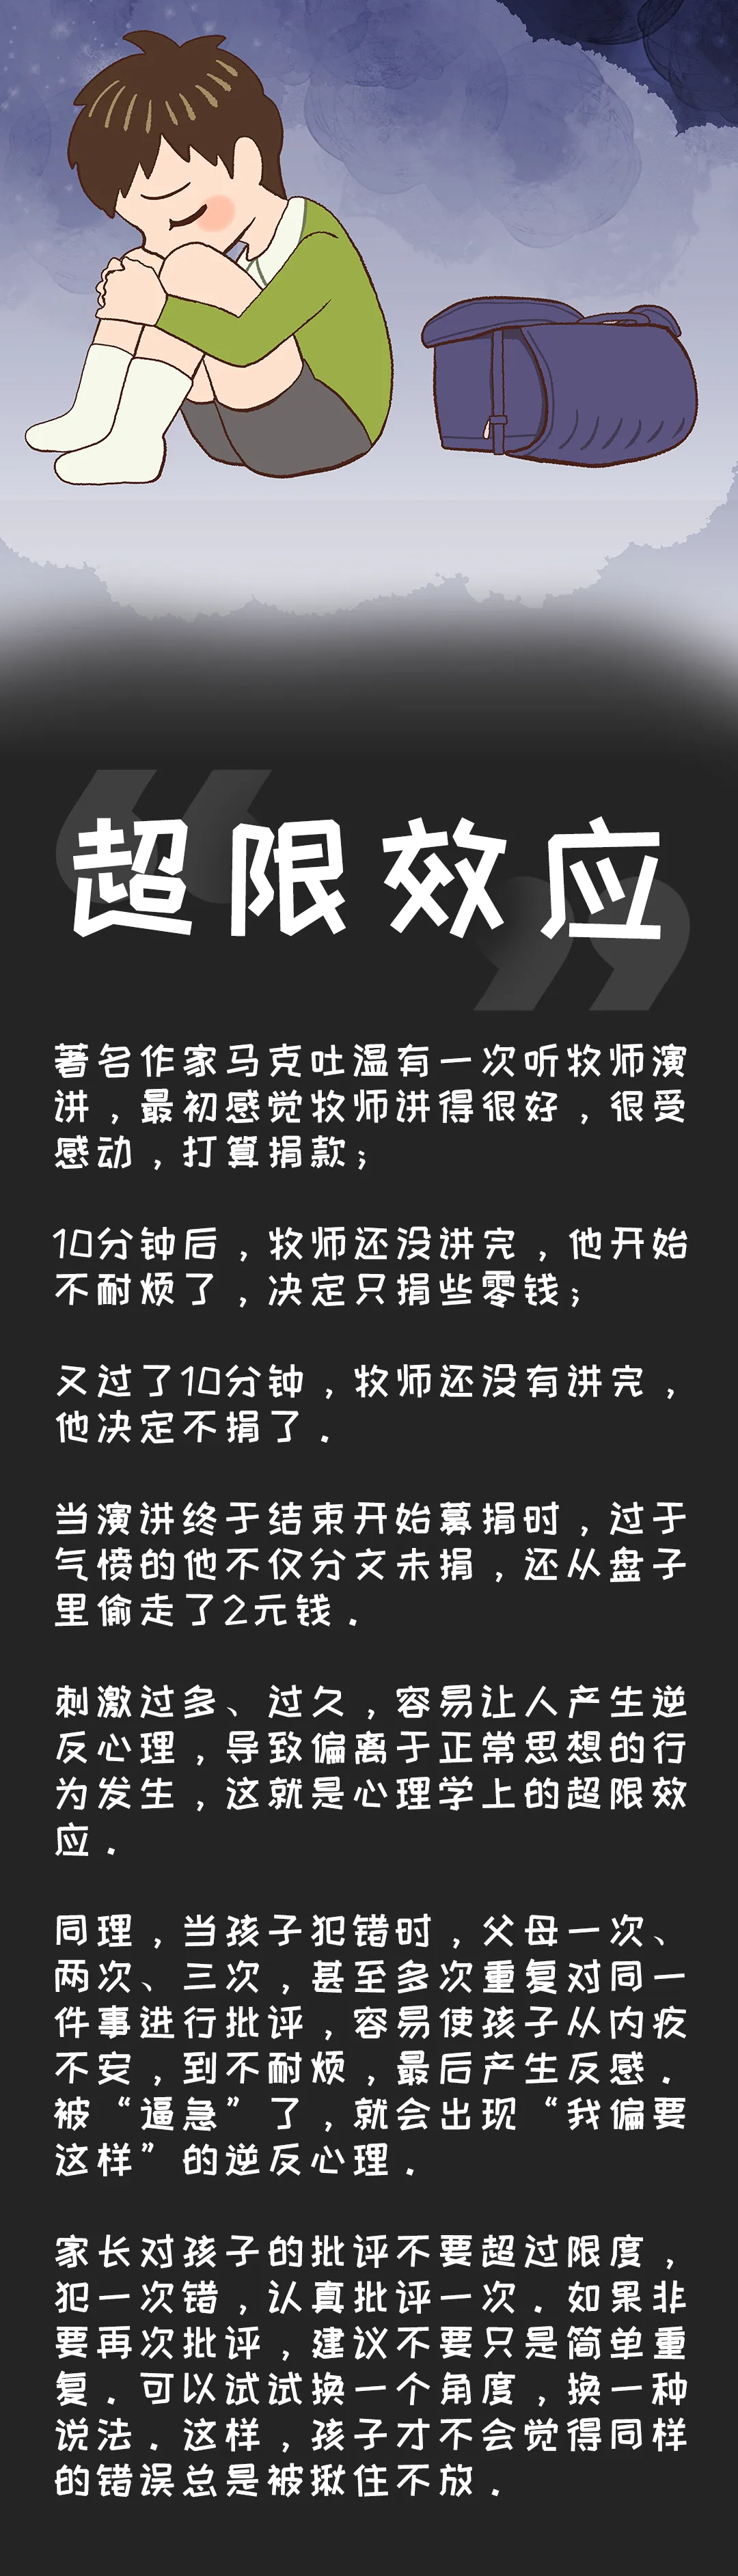 超限效应
著名作家马克吐温有一次听牧师演
讲，最初感觉牧师讲得很好，很受
感动，打算捐款；
10分钟后，牧师还没讲完，他开始
不耐烦了，决定只捐些零钱；
又过了10分钟，牧师还没有讲完，
他决定不捐了．
当演讲终于结束开始募捐时，过于
气愤的他不仅分文未捐，还从盘子
里偷走了2元钱．
刺激过多、过久，容易让人产生逆
反心理，导致偏离于正常思想的行
为发生，这就是心理学上的超限效
应．
同理，当孩子犯错时，父母一次、
两次、三次，甚至多次重复对同一
件事进行批评，容易使孩子从内疚
不安，到不耐烦，最后产生反感．
被“逼急”了，就会出现“我偏要
这样”的逆反心理．
家长对孩子的批评不要超过限度，
犯一次错，认真批评一次．如果非
要再次批评，建议不要只是简单重
复．可以试试换一个角度，换一种
说法．这样，孩子才不会觉得同样
的错误总是被揪住不放．